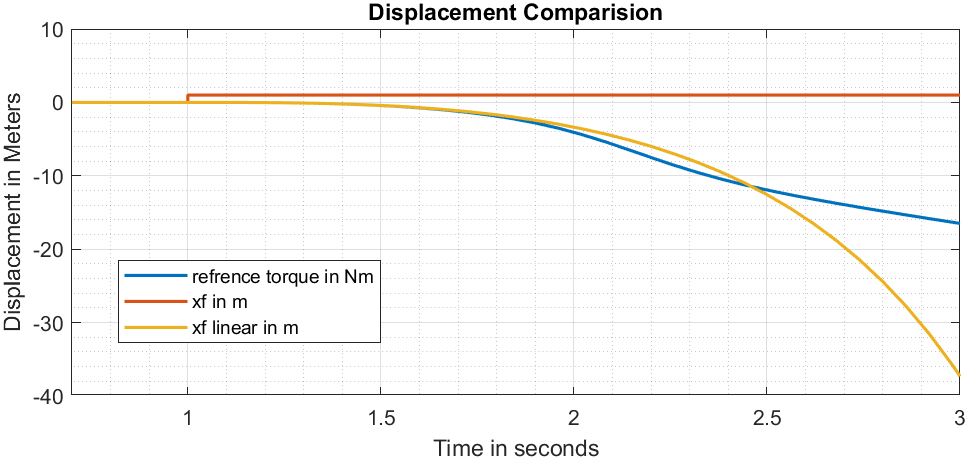 Displacement Comparision
10
0
-10
-20
-30
-40
Displacement in Meters
refrence torque in Nm
xf in m
xf linear in m
1
1.5
2
2.5
3
Time in seconds